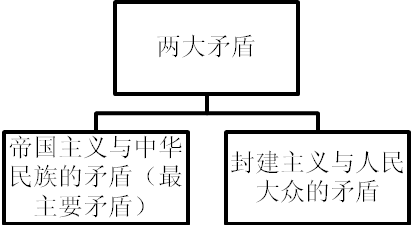 两大矛盾
帝国主义与中华
民族的矛盾（最
主要矛盾）
封建主义与人民
大众的矛盾